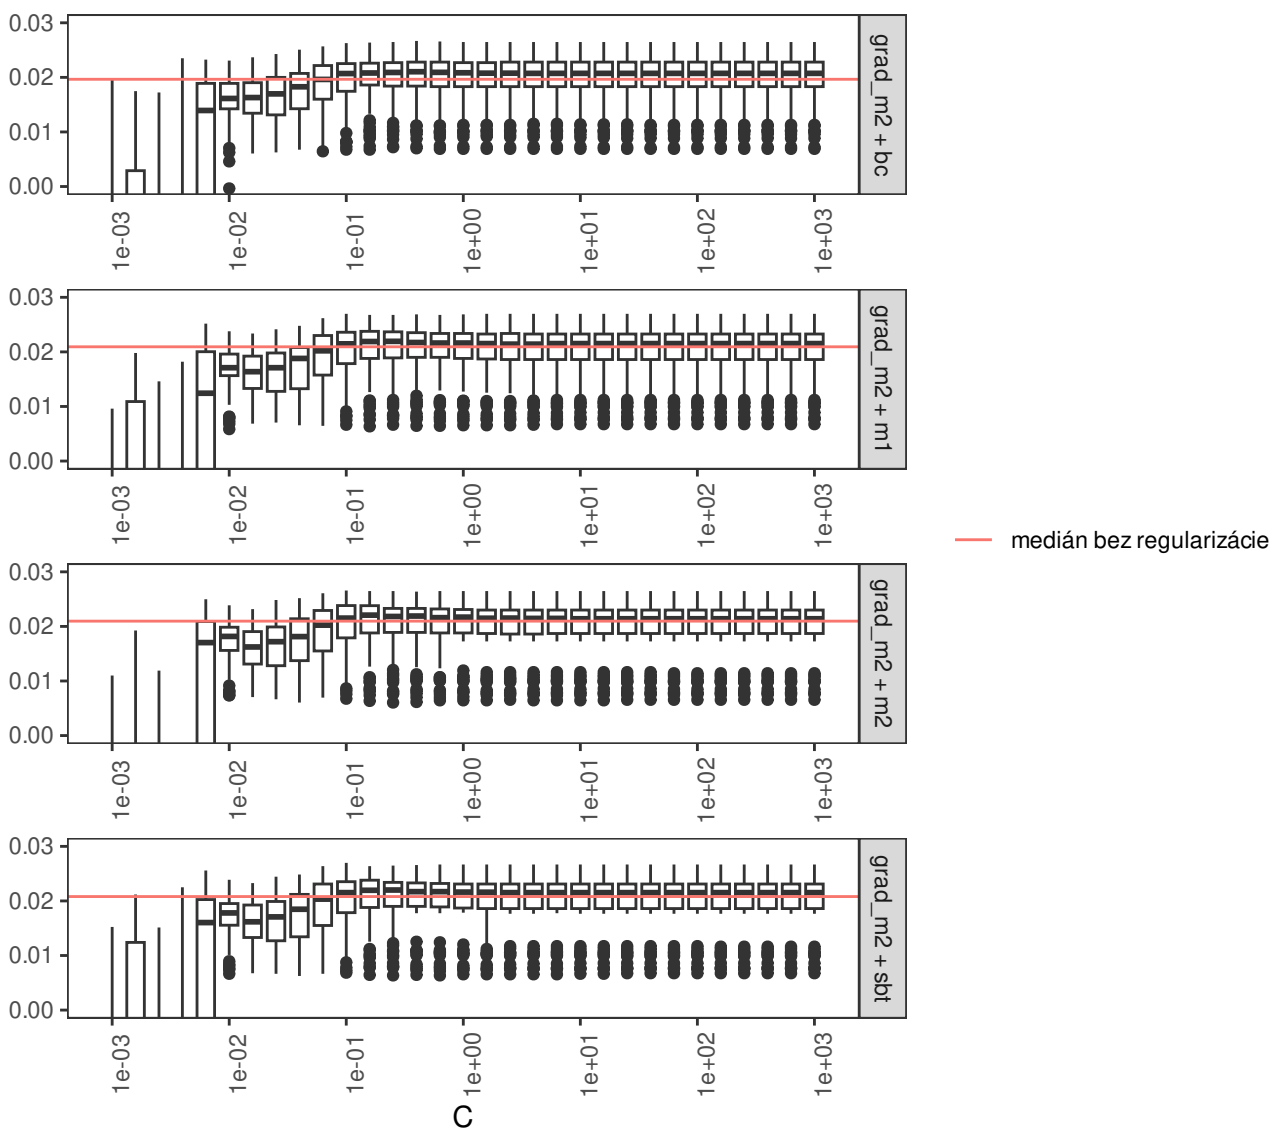 0.03
0.02
0.01
0.00
grad_m2 + bc
1e-03
1e-02
1e-01
1e+00
1e+01
1e+02
1e+03
0.03
0.02
0.01
0.00
grad_m2 + m1
1e-03
1e-02
1e-01
1e+00
1e+01
1e+02
1e+03
medián bez regularizácie
0.03
0.02
0.01
0.00
grad_m2 + m2
1e-03
1e-02
1e-01
1e+00
1e+01
1e+02
1e+03
0.03
0.02
0.01
0.00
grad_m2 + sbt
1e-03
1e-02
1e-01
1e+00
1e+01
1e+02
1e+03
C